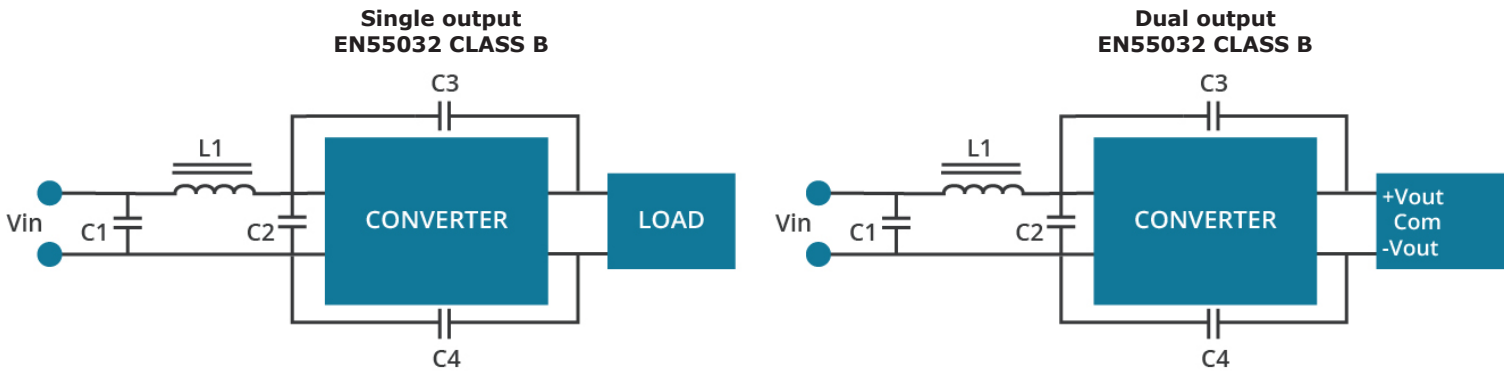 Single output
EN55032 CLASS B
C3
L1
Vin
C1
C2
CONVERTER
LOAD
C4
Dual output
EN55032 CLASS B
C3
L1
Vin
C1
C2
CONVERTER
+Vout
Com
-Vout
C4